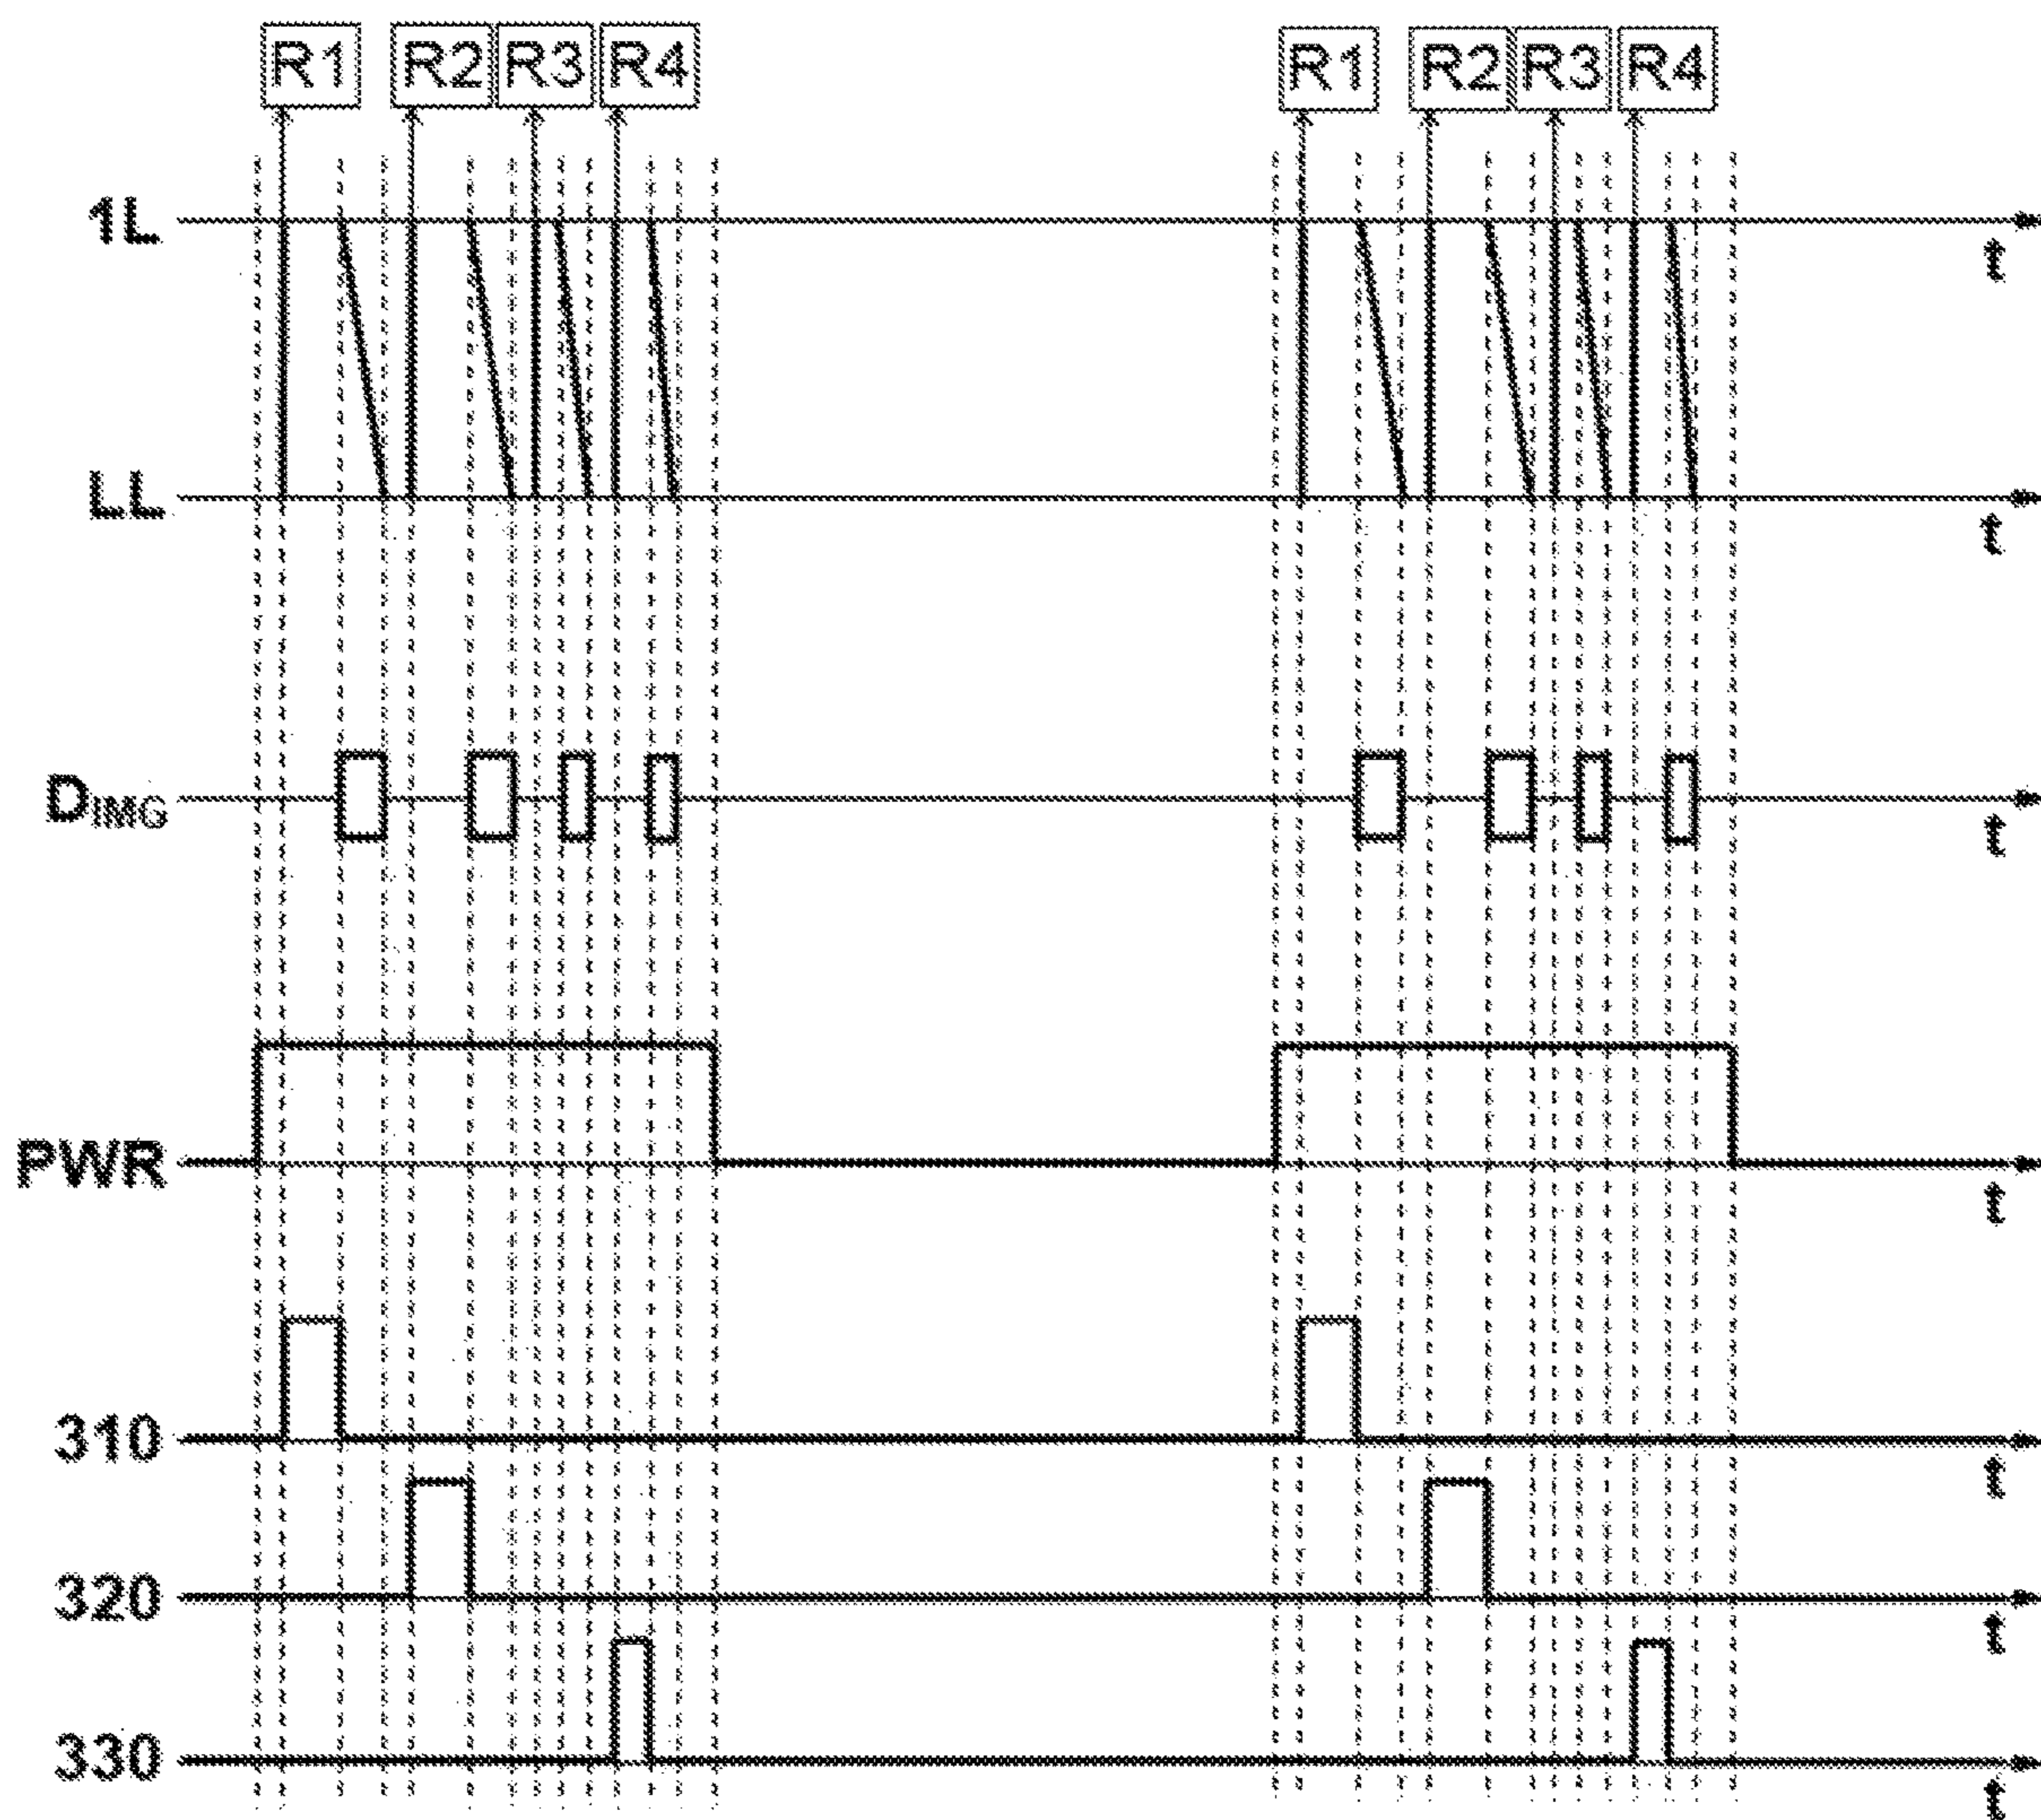 R1 R2 R3 R4 R1 R2 R3 R4
1L
t
LL
t
DIMG
t
PWR
t
310
t
320
t
330
t